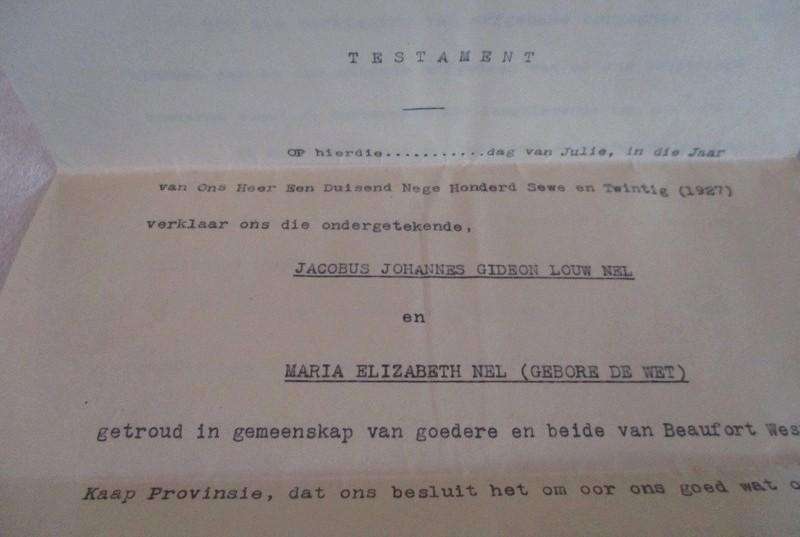 TESTAMENT
OP hierdie...........dag van Julie, in die Jaar
van Ons Heer Een Duisend Nege Honderd Sewe en Twintig (1927)
verklaar ons die ondergetekende,
JACOBUS JOHANNES GIDEON LOUW NEL
en
MARIA ELIZABETH NEL (GEBORE DE WET)
getroud in gemeenskap van goedere en beide van Beaufort Wes
Kaap Provinsie, dat ons besluit het om oor ons goed wat o